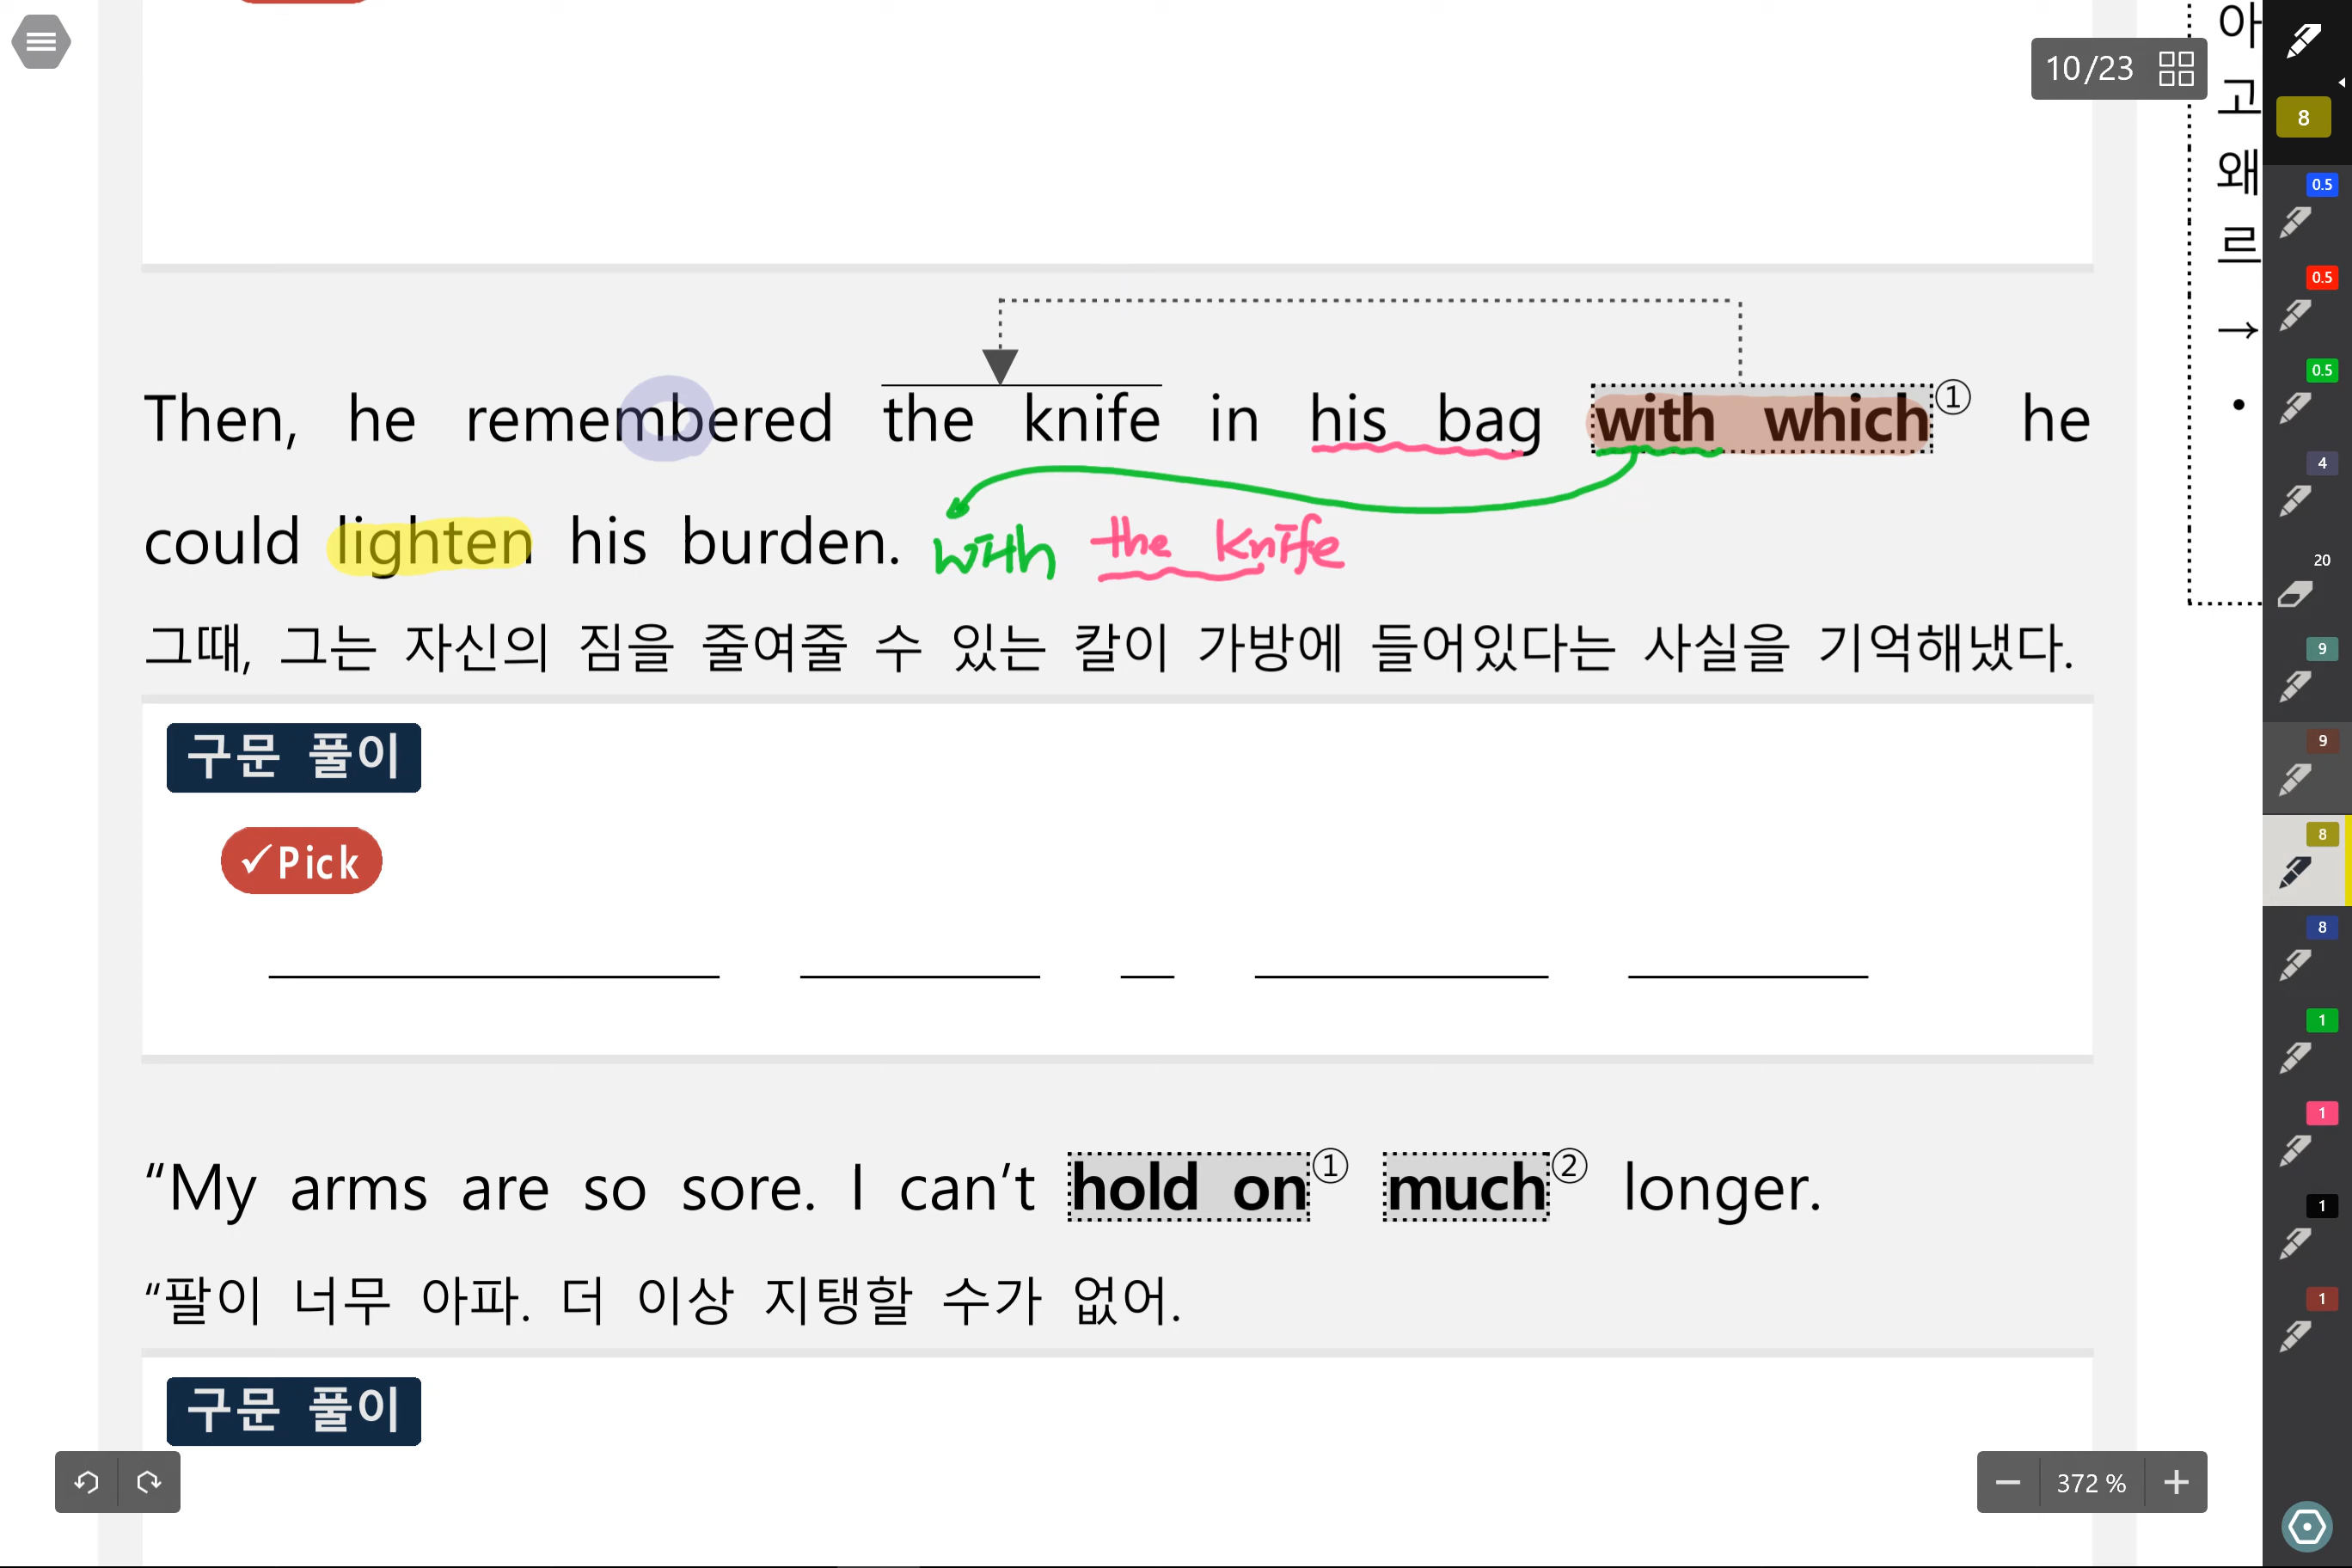 10/23
아
고
왜
르
→
•
Then, he remembered the knife in his bag with which① he
could lighten his burden. with the knife
그때, 그는 자신의 짐을 줄여줄 수 있는 칼이 가방에 들어있다는 사실을 기억해냈다.
구문 풀이
✓Pick
“My arms are so sore. I can’t hold on① much② longer.
“팔이 너무 아파. 더 이상 지탱할 수가 없어.
구문 풀이
372 %
8
0.5
0.5
0.5
4
20
9
9
8
8
1
1
1
1